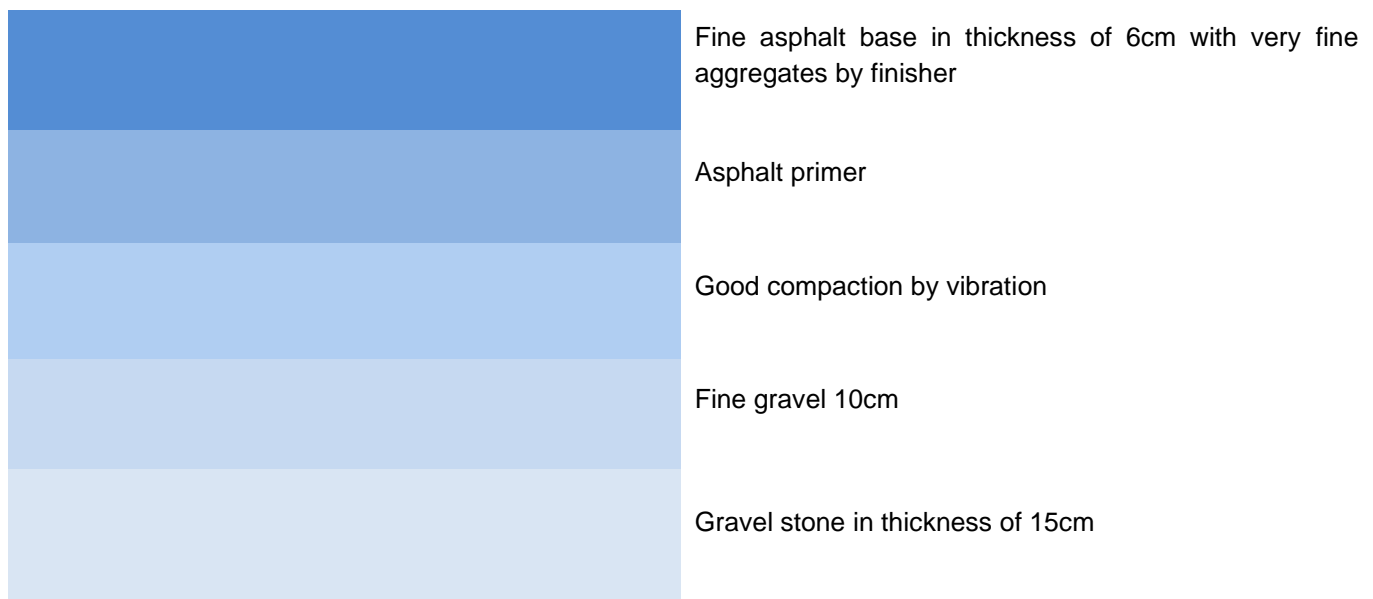 Fine asphalt base in thickness of 6cm with very fine
aggregates by finisher
Asphalt primer
Good compaction by vibration
Fine gravel 10cm
Gravel stone in thickness of 15cm